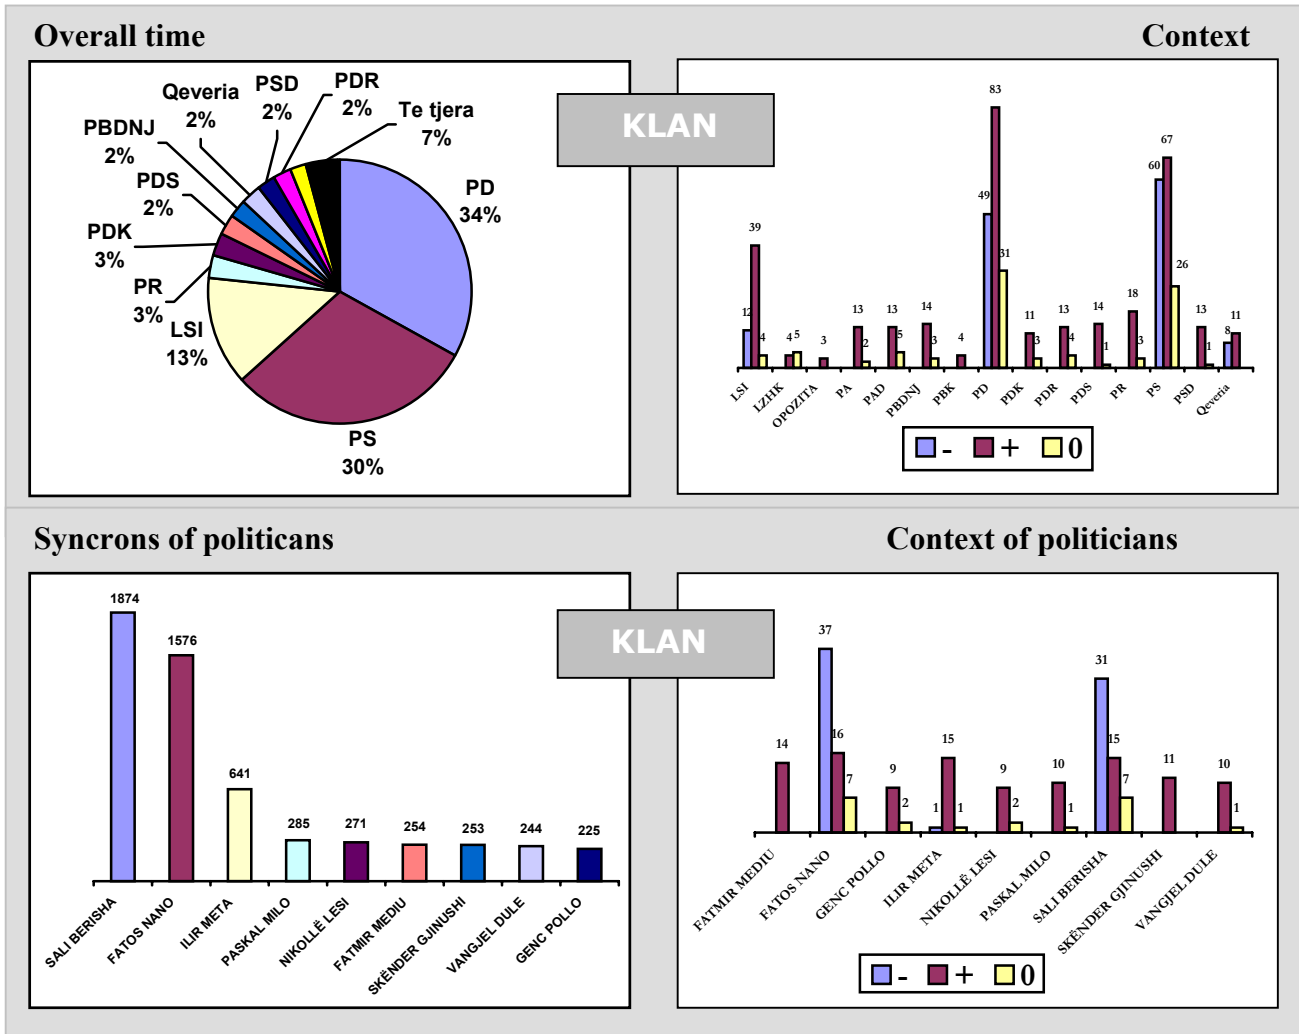 Overall time
Context
KLAN
PD
34%
PS
30%
LSI
13%
PR
3%
PDK
3%
PDS
2%
PBDNJ
2%
Qeveria
2%
PSD
2%
PDR
2%
Te tjera
7%
12 39 4
4 5
3
13 2
13 5
14 3
4
49 83 31
11 3
13 4
14 1
18 3
60 67 26
13 1
8 11
LSI
LZHK
OPOZITA
PA
PAD
PBDNJ
PBK
PD
PDK
PDR
PDS
PR
PS
PSD
Qeveria
- + 0
Syncrons of politicans
Context of politicians
KLAN
1874
1576
641
285
271
254
253
244
225
SALI BERISHA
FATOS NANO
ILIR META
PASKAL MILO
NIKOLLË LESI
FATMIR MEDIU
SKËNDER GJINUSHI
VANGJEL DULE
GENC POLLO
14
37 16 7
9 2
1 15 1
9 2
10 1
31 15 7
11
10 1
FATMIR MEDIU
FATOS NANO
GENC POLLO
ILIR META
NIKOLLË LESI
PASKAL MILO
SALI BERISHA
SKËNDER GJINUSHI
VANGJEL DULE
- + 0